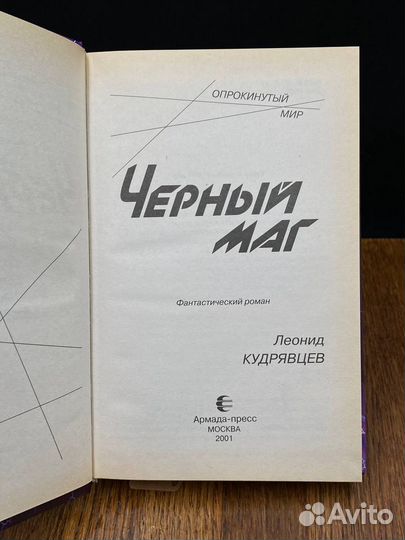 ОПРОКИНУТЫЙ
МИР
ЧЕРНЫЙ
МАГ
Фантастический роман
Леонид
КУДРЯВЦЕВ
Армада-пресс
МОСКВА
2001
Avito